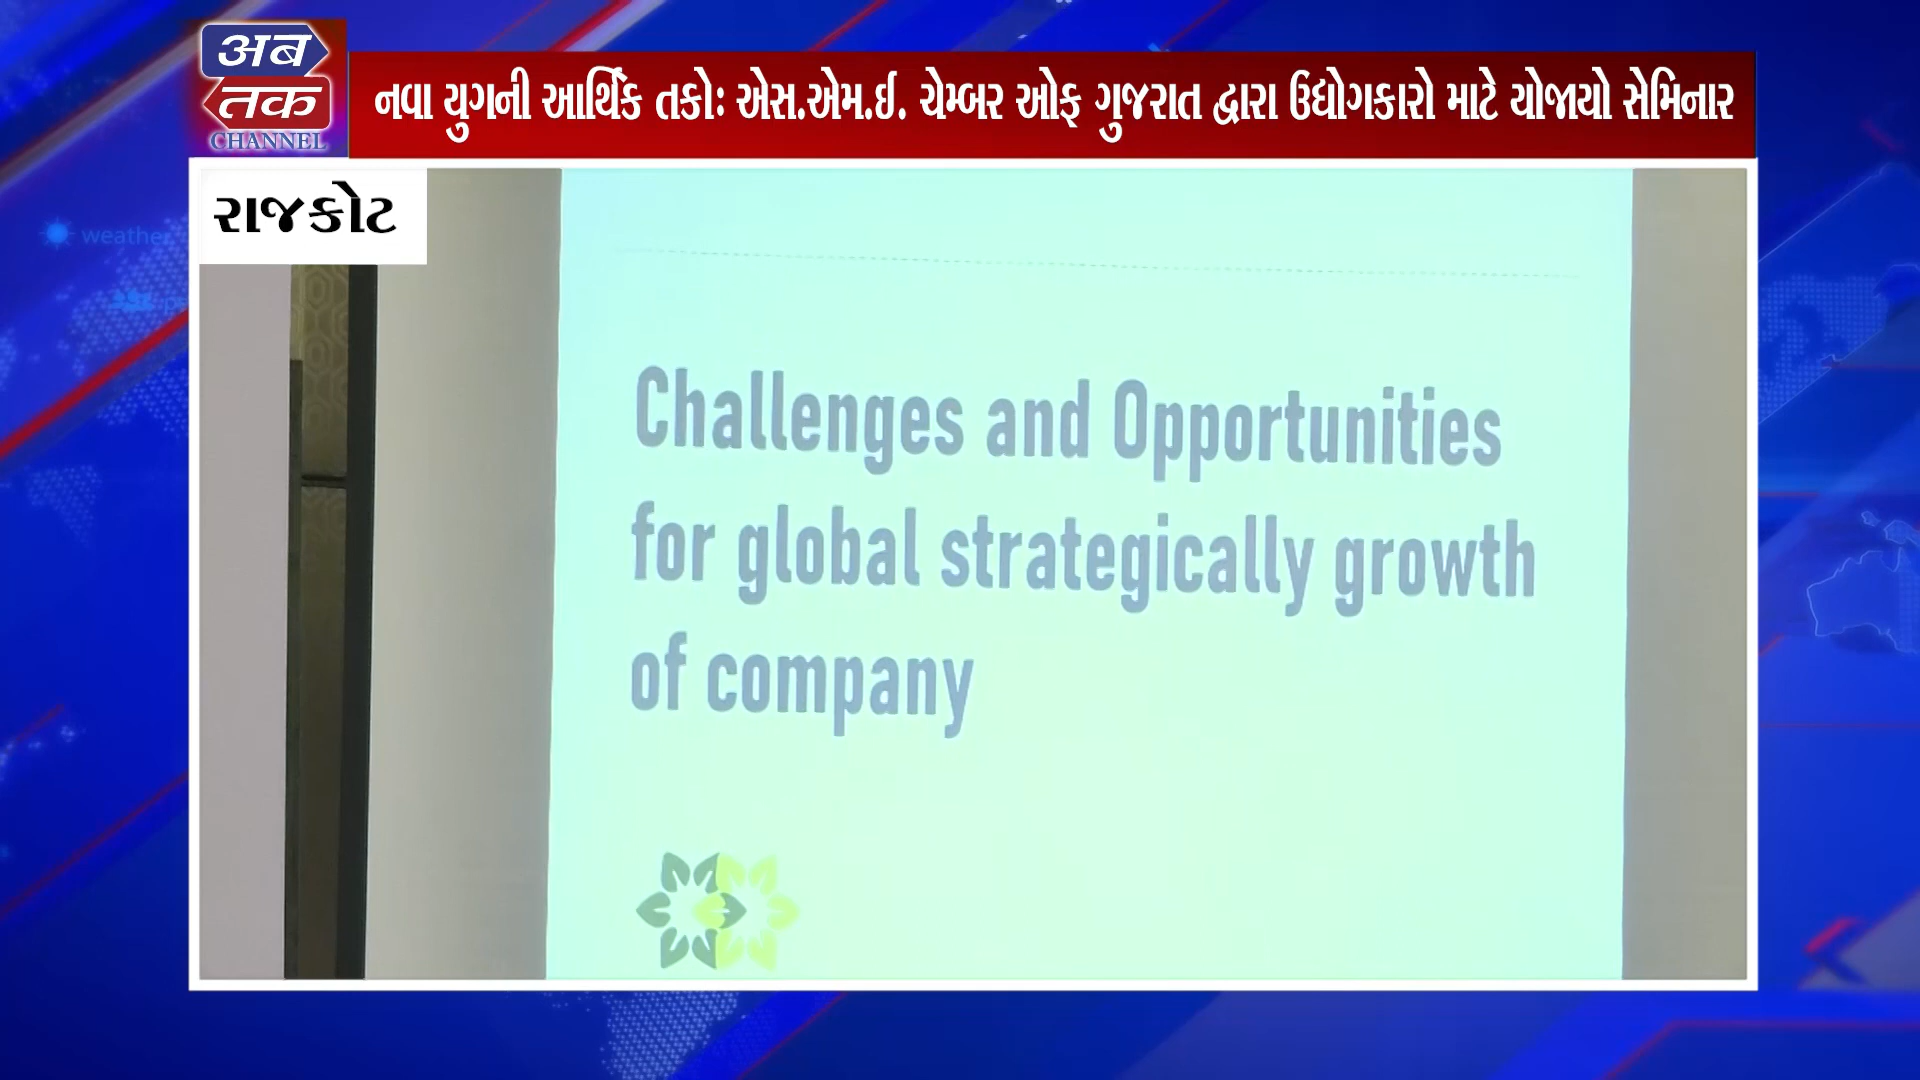 अब
तक
CHANNEL
નવા યુગની આર્થિક તકોઃ એસ.એમ.ઈ. ચેમ્બર ઓફ ગુજરાત દ્વારા ઉદ્યોગકારો માટે યોજાયો સેમિનાર
રાજકોટ
weathe
Challenges and Opportunities
for global strategically growth
of company